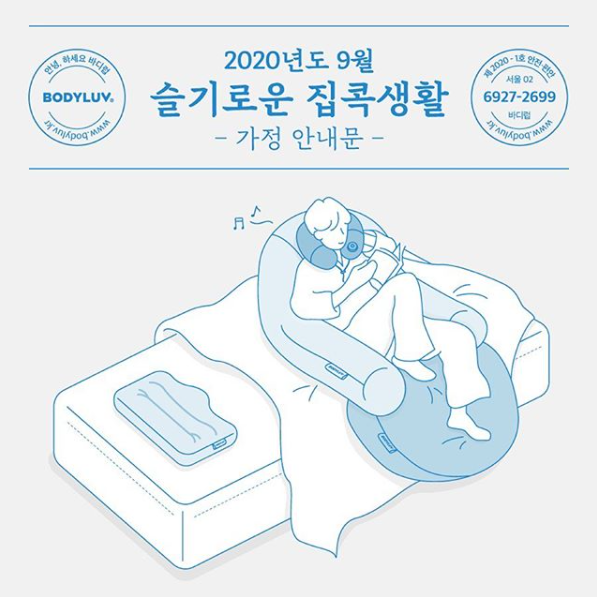 2020년도 9월
슬기로운 집콕생활
- 가정 안내문 -
안녕, 하세요 바디럽
BODYLUV®
www.bodyluv.kr
제 2020 - 1호 안전 편안
서울 02
6927-2699
바디럽
www.bodyluv.kr